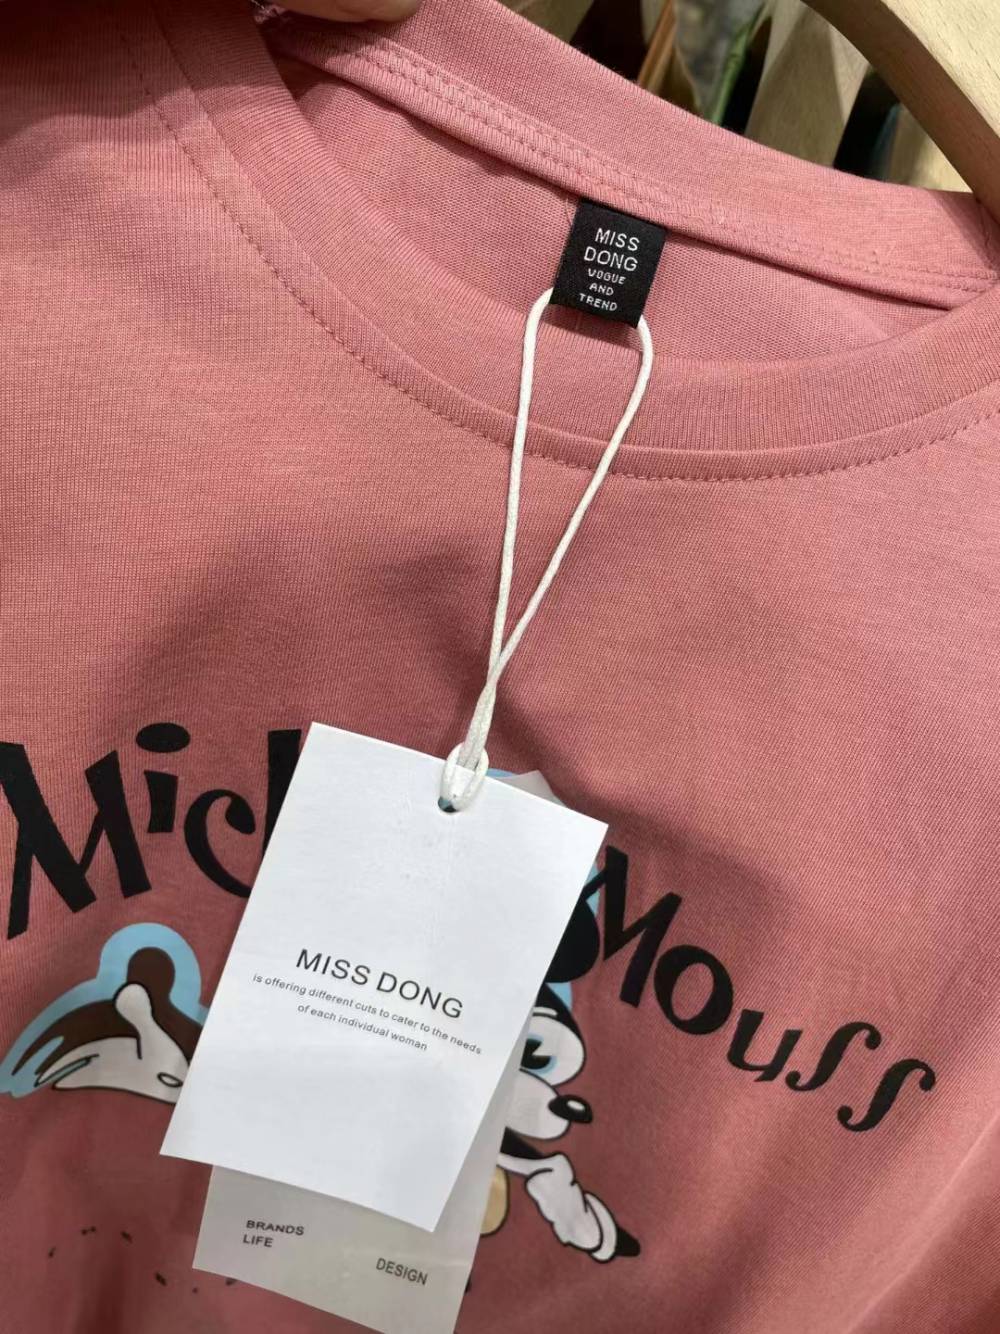 MISS
DONG
VOGUE
AND
TREND
Mouss
MISS DONG
is offering different cuts to cater to the needs
of each individual woman
BRANDS
LIFE
DESIGN